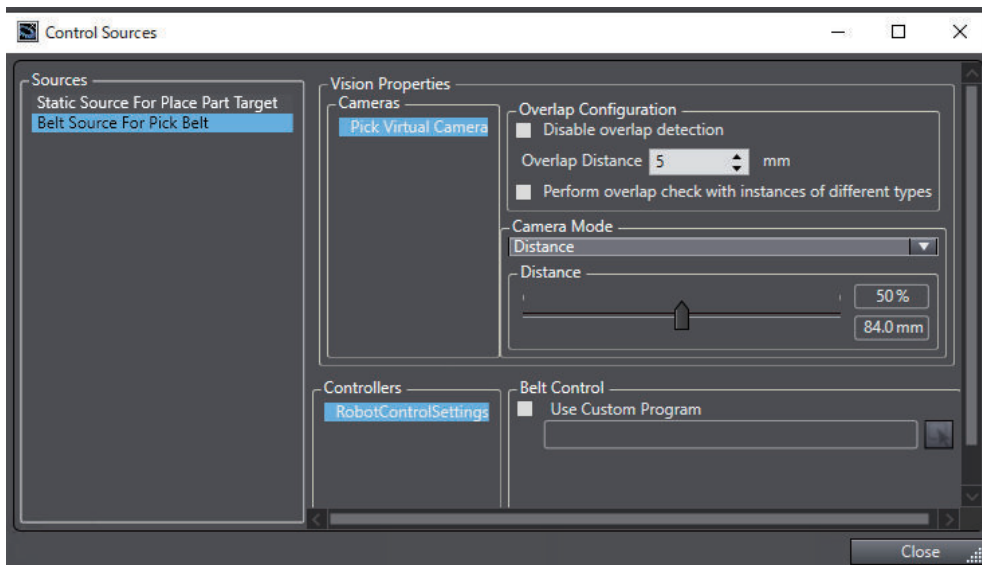 Control Sources
Sources
Static Source For Place Part Target
Belt Source For Pick Belt
Vision Properties
Cameras
Pick Virtual Camera
Overlap Configuration
Disable overlap detection
Overlap Distance 5 mm
Perform overlap check with instances of different types
Camera Mode
Distance
Distance
50 %
84.0 mm
Controllers
RobotControlSettings
Belt Control
Use Custom Program
Close